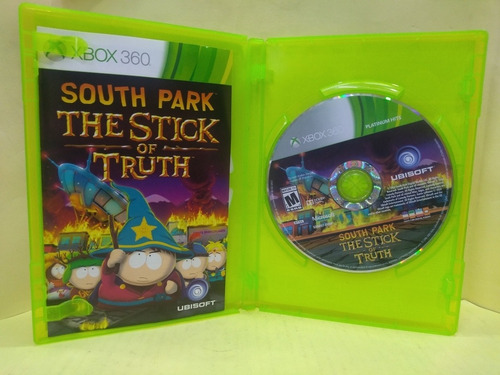 XBOX 360
SOUTH PARK
THE STICK
OF
TRUTH
UBISOFT
XBOX 360
PLATINUM HITS
UBISOFT
M
SOUTH PARK
THE STICK
OF
TRUTH